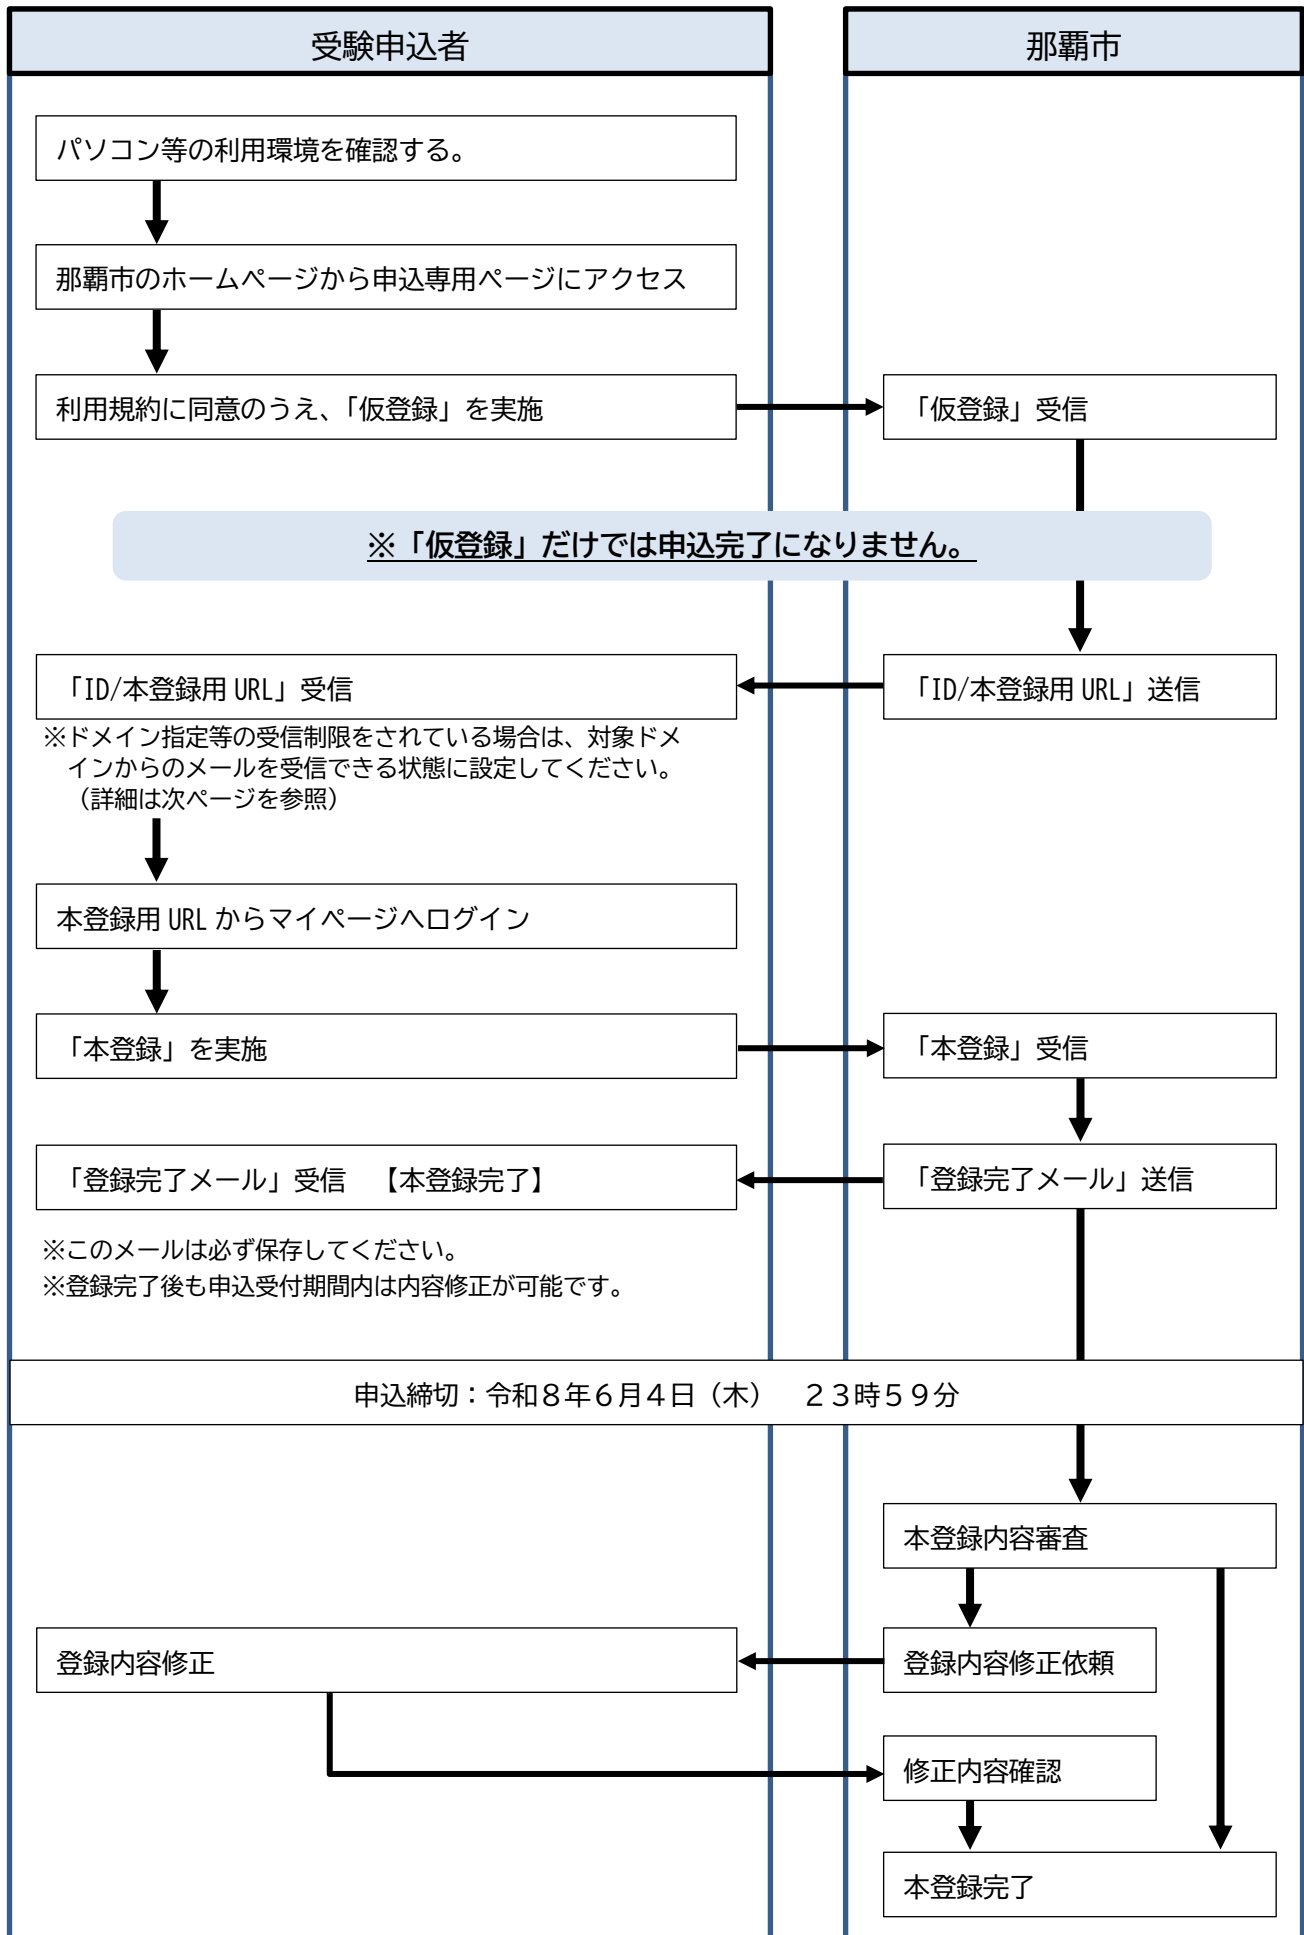 受験申込者
那覇市
パソコン等の利用環境を確認する。
那覇市のホームページから申込専用ページにアクセス
利用規約に同意のうえ、「仮登録」を実施
「仮登録」受信
※「仮登録」だけでは申込完了になりません。
「ID/本登録用 URL」受信
「ID/本登録用 URL」送信
※ドメイン指定等の受信制限をされている場合は、対象ドメ
インからのメールを受信できる状態に設定してください。
（詳細は次ページを参照）
本登録用 URL からマイページへログイン
「本登録」を実施
「本登録」受信
「登録完了メール」受信　【本登録完了】
「登録完了メール」送信
※このメールは必ず保存してください。
※登録完了後も申込受付期間内は内容修正が可能です。
申込締切：令和８年６月４日（木）　２３時５９分
本登録内容審査
登録内容修正
登録内容修正依頼
修正内容確認
本登録完了